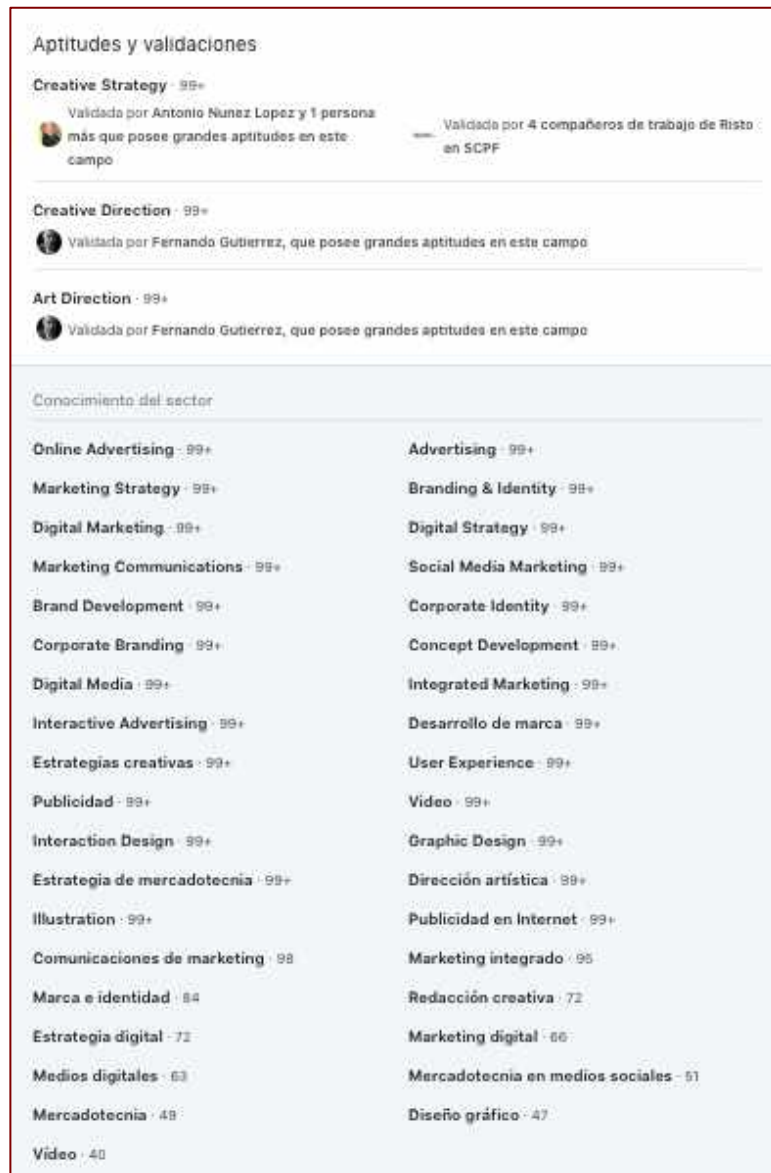 Aptitudes y validaciones
Creative Strategy · 99+
Validada por Antonio Nunez Lopez y 1 persona
más que posee grandes aptitudes en este
campo
Validada por 4 compañeros de trabajo de Risto
en SCPF
Creative Direction · 99+
Validada por Fernando Gutierrez, que posee grandes aptitudes en este campo
Art Direction · 99+
Validada por Fernando Gutierrez, que posee grandes aptitudes en este campo
Conocimiento del sector
Online Advertising · 99+
Advertising · 99+
Marketing Strategy · 99+
Branding & Identity · 99+
Digital Marketing · 99+
Digital Strategy · 99+
Marketing Communications · 99+
Social Media Marketing · 99+
Brand Development · 99+
Corporate Identity · 99+
Corporate Branding · 99+
Concept Development · 99+
Digital Media · 99+
Integrated Marketing · 99+
Interactive Advertising · 99+
Desarrollo de marca · 99+
Estrategias creativas · 99+
User Experience · 99+
Publicidad · 99+
Video · 99+
Interaction Design · 99+
Graphic Design · 99+
Estrategia de mercadotecnia · 99+
Dirección artística · 99+
Illustration · 99+
Publicidad en Internet · 99+
Comunicaciones de marketing · 98
Marketing integrado · 95
Marca e identidad · 84
Redacción creativa · 72
Estrategia digital · 72
Marketing digital · 66
Medios digitales · 63
Mercadotecnia en medios sociales · 51
Mercadotecnia · 49
Diseño gráfico · 47
Vídeo · 40